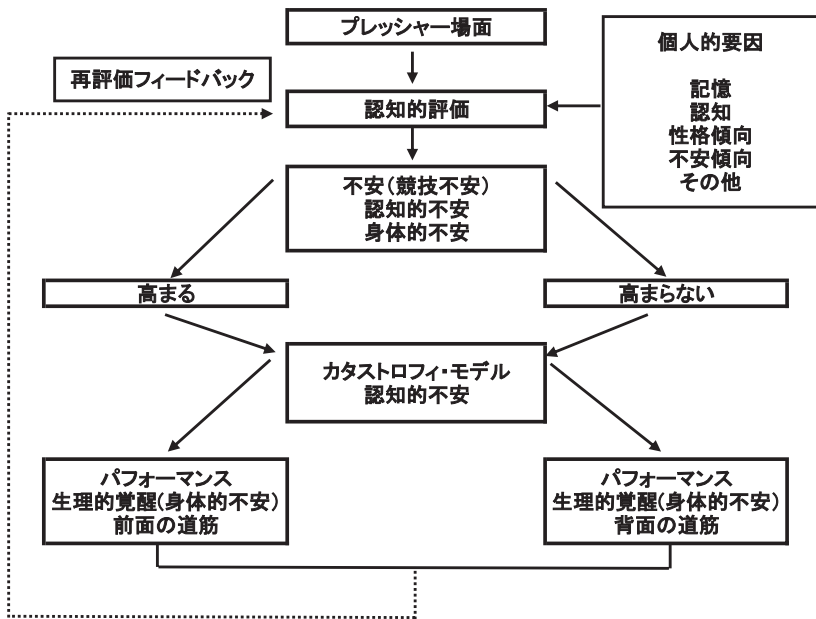 プレッシャー場面
個人的要因
記憶
認知
性格傾向
不安傾向
その他
再評価フィードバック
認知的評価
不安（競技不安）
認知的不安
身体的不安
高まる
高まらない
カタストロフィ・モデル
認知的不安
パフォーマンス
生理的覚醒(身体的不安)
前面の道筋
パフォーマンス
生理的覚醒(身体的不安)
背面の道筋